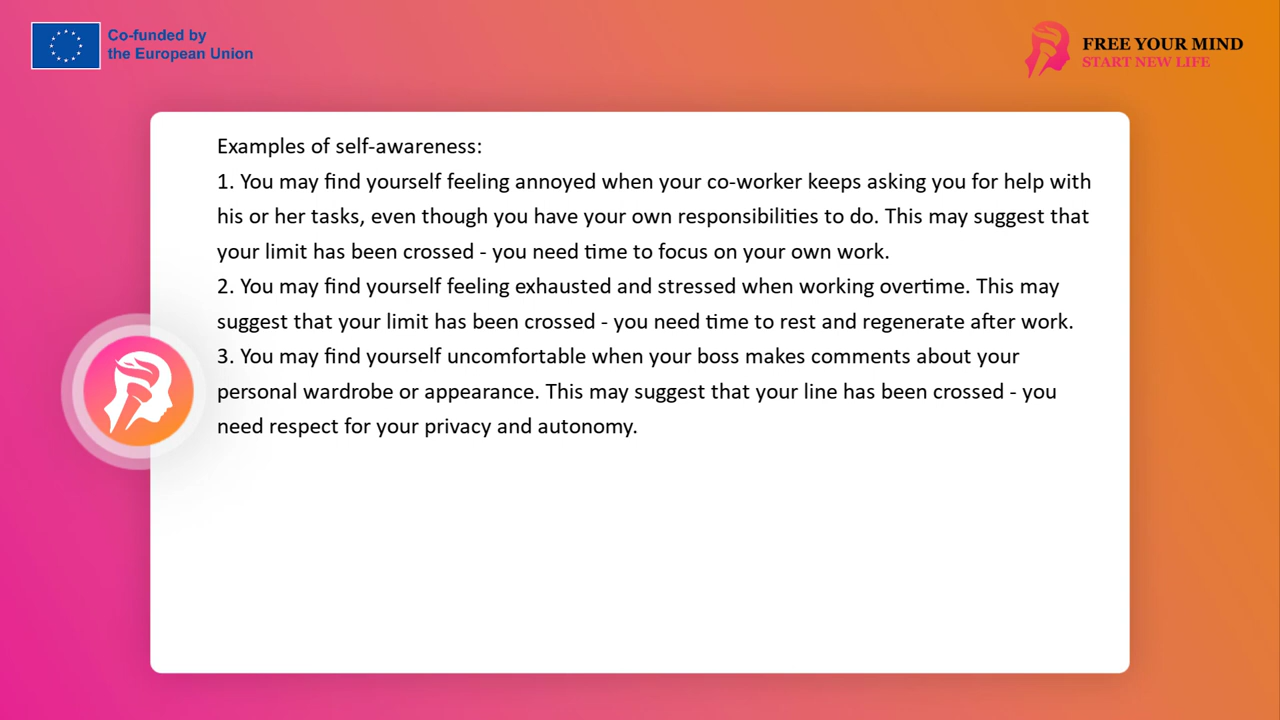 Co-funded by
the European Union
FREE YOUR MIND
START NEW LIFE
Examples of self-awareness:
1. You may find yourself feeling annoyed when your co-worker keeps asking you for help with
his or her tasks, even though you have your own responsibilities to do. This may suggest that
your limit has been crossed - you need time to focus on your own work.
2. You may find yourself feeling exhausted and stressed when working overtime. This may
suggest that your limit has been crossed - you need time to rest and regenerate after work.
3. You may find yourself uncomfortable when your boss makes comments about your
personal wardrobe or appearance. This may suggest that your line has been crossed - you
need respect for your privacy and autonomy.